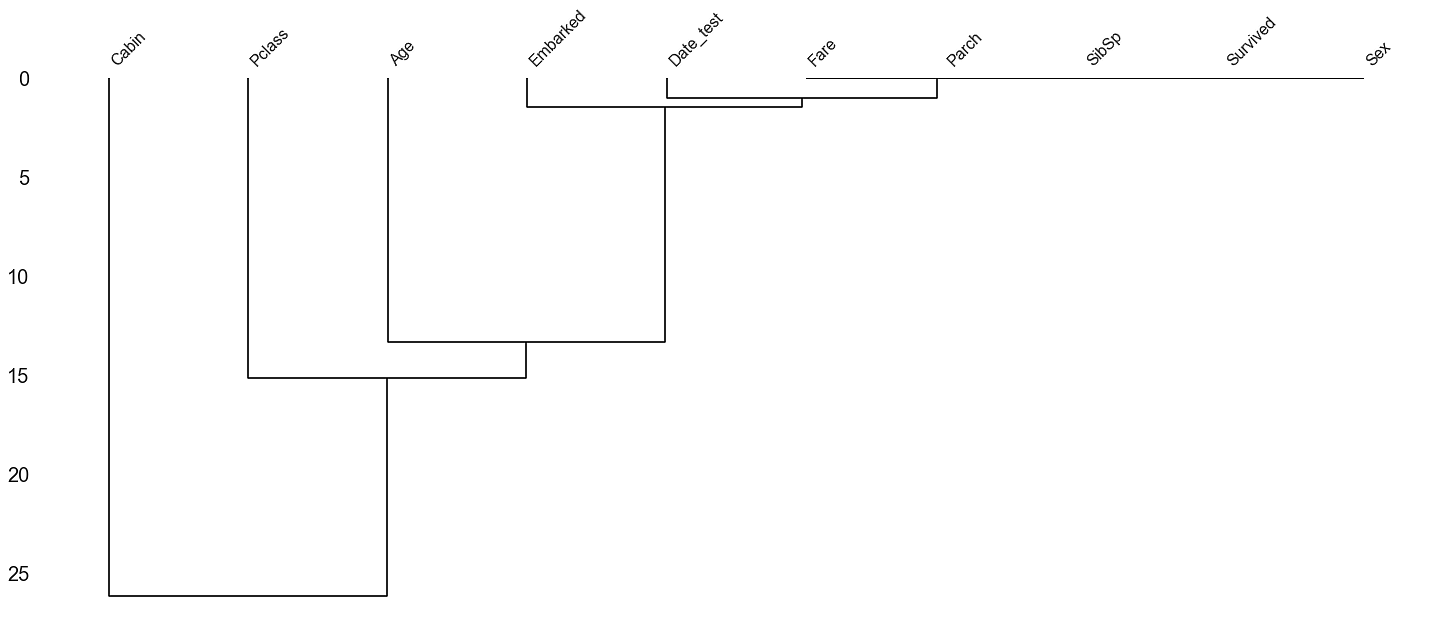 Cabin
Pclass
Age
Embarked
Date_test
Fare
Parch
SibSp
Survived
Sex
0
5
10
15
20
25